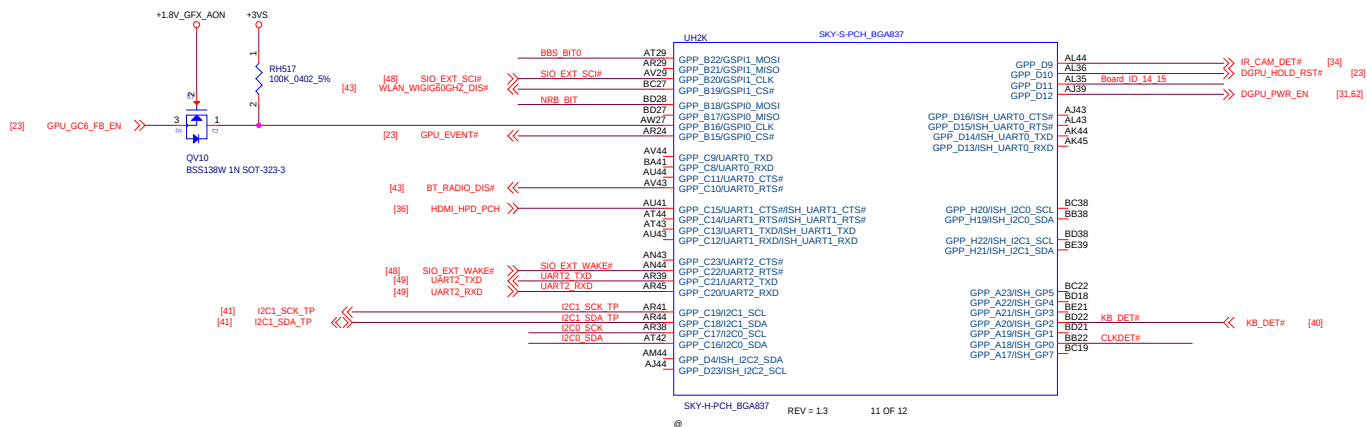 +1.8V_GFX_AON
+3VS
1
RH517
100K_0402_5%
2
2
G
[23] GPU_GC6_FB_EN
3
1
S
D
QV10
BSS138W 1N SOT-323-3
UH2K
SKY-S-PCH_BGA837
BBS_BIT0 AT29 GPP_B22/GSPI1_MOSI
AR29 GPP_B21/GSPI1_MISO
[48] SIO_EXT_SCI# SIO_EXT_SCI# AV29 GPP_B20/GSPI1_CLK
[43] WLAN_WIGIG60GHZ_DIS# BC27 GPP_B19/GSPI1_CS#
NRB_BIT BD28 GPP_B18/GSPI0_MOSI
BD27 GPP_B17/GSPI0_MISO
AW27 GPP_B16/GSPI0_CLK
[23] GPU_EVENT# AR24 GPP_B15/GSPI0_CS#
AV44 GPP_C9/UART0_TXD
BA41 GPP_C8/UART0_RXD
AU44 GPP_C11/UART0_CTS#
[43] BT_RADIO_DIS# AV43 GPP_C10/UART0_RTS#
[36] HDMI_HPD_PCH AU41 GPP_C15/UART1_CTS#/ISH_UART1_CTS#
AT44 GPP_C14/UART1_RTS#/ISH_UART1_RTS#
AT43 GPP_C13/UART1_TXD/ISH_UART1_TXD
AU43 GPP_C12/UART1_RXD/ISH_UART1_RXD
AN43 GPP_C23/UART2_CTS#
[48] SIO_EXT_WAKE# SIO_EXT_WAKE# AN44 GPP_C22/UART2_RTS#
[49] UART2_TXD UART2_TXD AR39 GPP_C21/UART2_TXD
[49] UART2_RXD UART2_RXD AR45 GPP_C20/UART2_RXD
[41] I2C1_SCK_TP I2C1_SCK_TP AR41 GPP_C19/I2C1_SCL
[41] I2C1_SDA_TP I2C1_SDA_TP AR44 GPP_C18/I2C1_SDA
I2C0_SCK AR38 GPP_C17/I2C0_SCL
I2C0_SDA AT42 GPP_C16/I2C0_SDA
AM44 GPP_D4/ISH_I2C2_SDA
AJ44 GPP_D23/ISH_I2C2_SCL
GPP_D9 AL44 IR_CAM_DET# [34]
GPP_D10 AL36 DGPU_HOLD_RST# [23]
GPP_D11 AL35 Board_ID_14_15
GPP_D12 AJ39 DGPU_PWR_EN [31,62]
GPP_D16/ISH_UART0_CTS# AJ43
GPP_D15/ISH_UART0_RTS# AL43
GPP_D14/ISH_UART0_TXD AK44
GPP_D13/ISH_UART0_RXD AK45
GPP_H20/ISH_I2C0_SCL BC38
GPP_H19/ISH_I2C0_SDA BB38
GPP_H22/ISH_I2C1_SCL BD38
GPP_H21/ISH_I2C1_SDA BE39
GPP_A23/ISH_GP5 BC22
GPP_A22/ISH_GP4 BD18
GPP_A21/ISH_GP3 BE21
GPP_A20/ISH_GP2 BD22 KB_DET# KB_DET# [40]
GPP_A19/ISH_GP1 BD21
GPP_A18/ISH_GP0 BB22 CLKDET#
GPP_A17/ISH_GP7 BC19
SKY-H-PCH_BGA837
REV = 1.3
11 OF 12
@